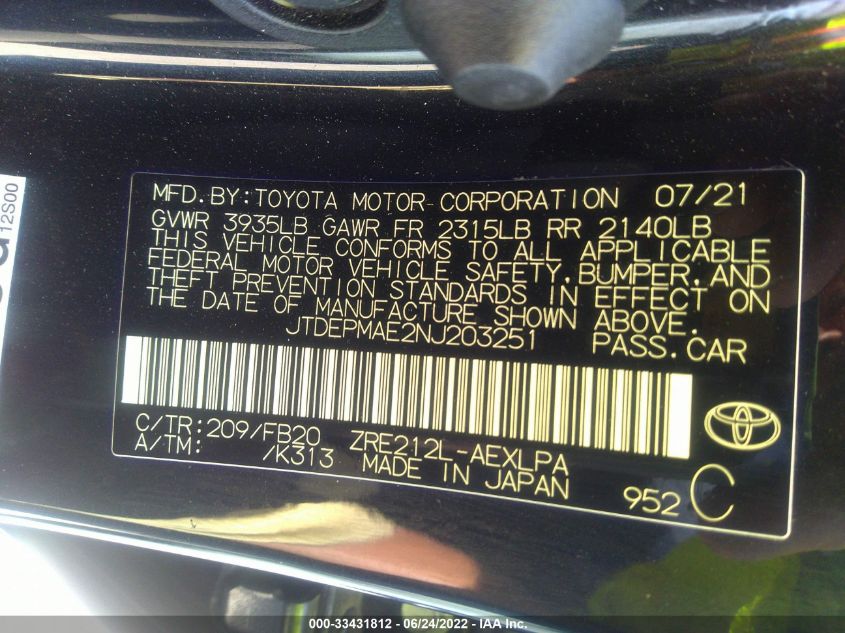 12S00
MFD.BY:TOYOTA MOTOR CORPORATION 07/21
GVWR 3935LB GAWR FR 2315LB RR 2140LB
THIS VEHICLE CONFORMS TO ALL APPLICABLE
FEDERAL MOTOR VEHICLE SAFETY,BUMPER,AND
THEFT PREVENTION STANDARDS IN EFFECT ON
THE DATE OF MANUFACTURE SHOWN ABOVE.
JTDEPMAE2NJ203251 PASS.CAR
C/TR:209/FB20 ZRE212L-AEXLPA
A/TM: /K313 MADE IN JAPAN
952 C
000-33431812 - 06/24/2022 - IAA Inc.